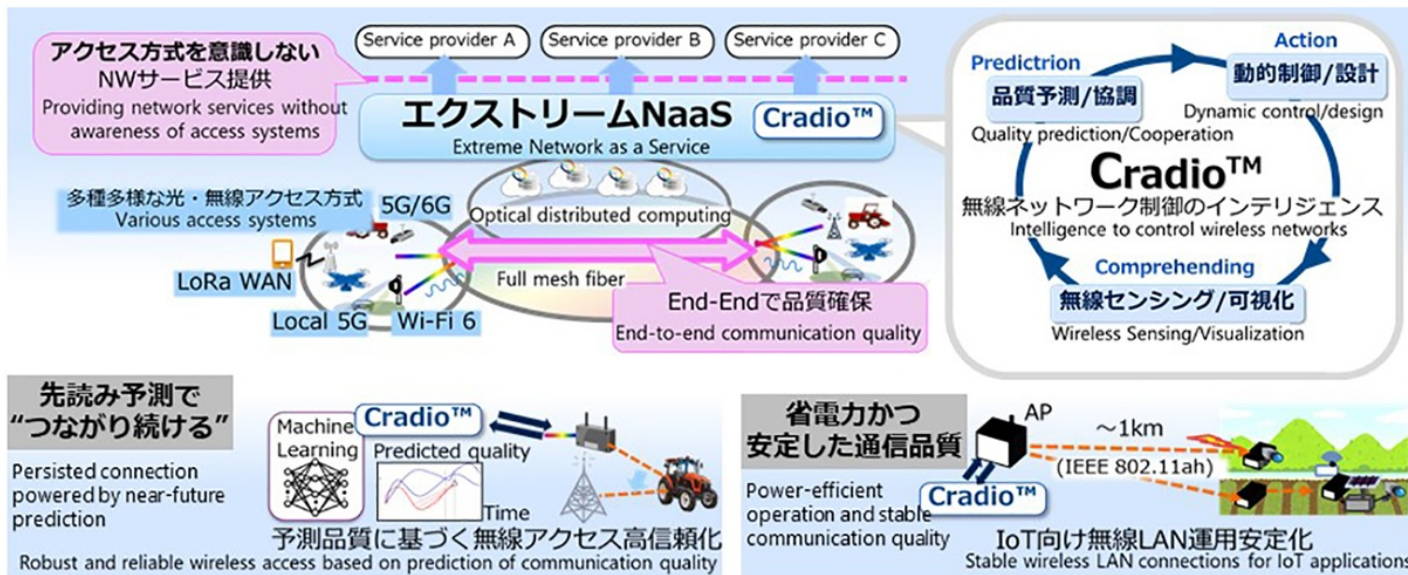 アクセス方式を意識しない
NWサービス提供
Providing network services without
awareness of access systems
Service provider A
Service provider B
Service provider C
エクストリームNaaS
Cradio™
Extreme Network as a Service
多種多様な光・無線アクセス方式
Various access systems
5G/6G
LoRa WAN
Local 5G
Wi-Fi 6
Optical distributed computing
Full mesh fiber
End-Endで品質確保
End-to-end communication quality
Action
動的制御/設計
Dynamic control/design
Predictrion
品質予測/協調
Quality prediction/Cooperation
Cradio™
無線ネットワーク制御のインテリジェンス
Intelligence to control wireless networks
Comprehending
無線センシング/可視化
Wireless Sensing/Visualization
先読み予測で
“つながり続ける”
Persisted connection
powered by near-future
prediction
Machine
Learning
Cradio™
Predicted quality
Time
予測品質に基づく無線アクセス高信頼化
Robust and reliable wireless access based on prediction of communication quality
省電力かつ
安定した通信品質
Power-efficient
operation and stable
communication quality
AP
Cradio™
～1km
(IEEE 802.11ah)
IoT向け無線LAN運用安定化
Stable wireless LAN connections for IoT applications